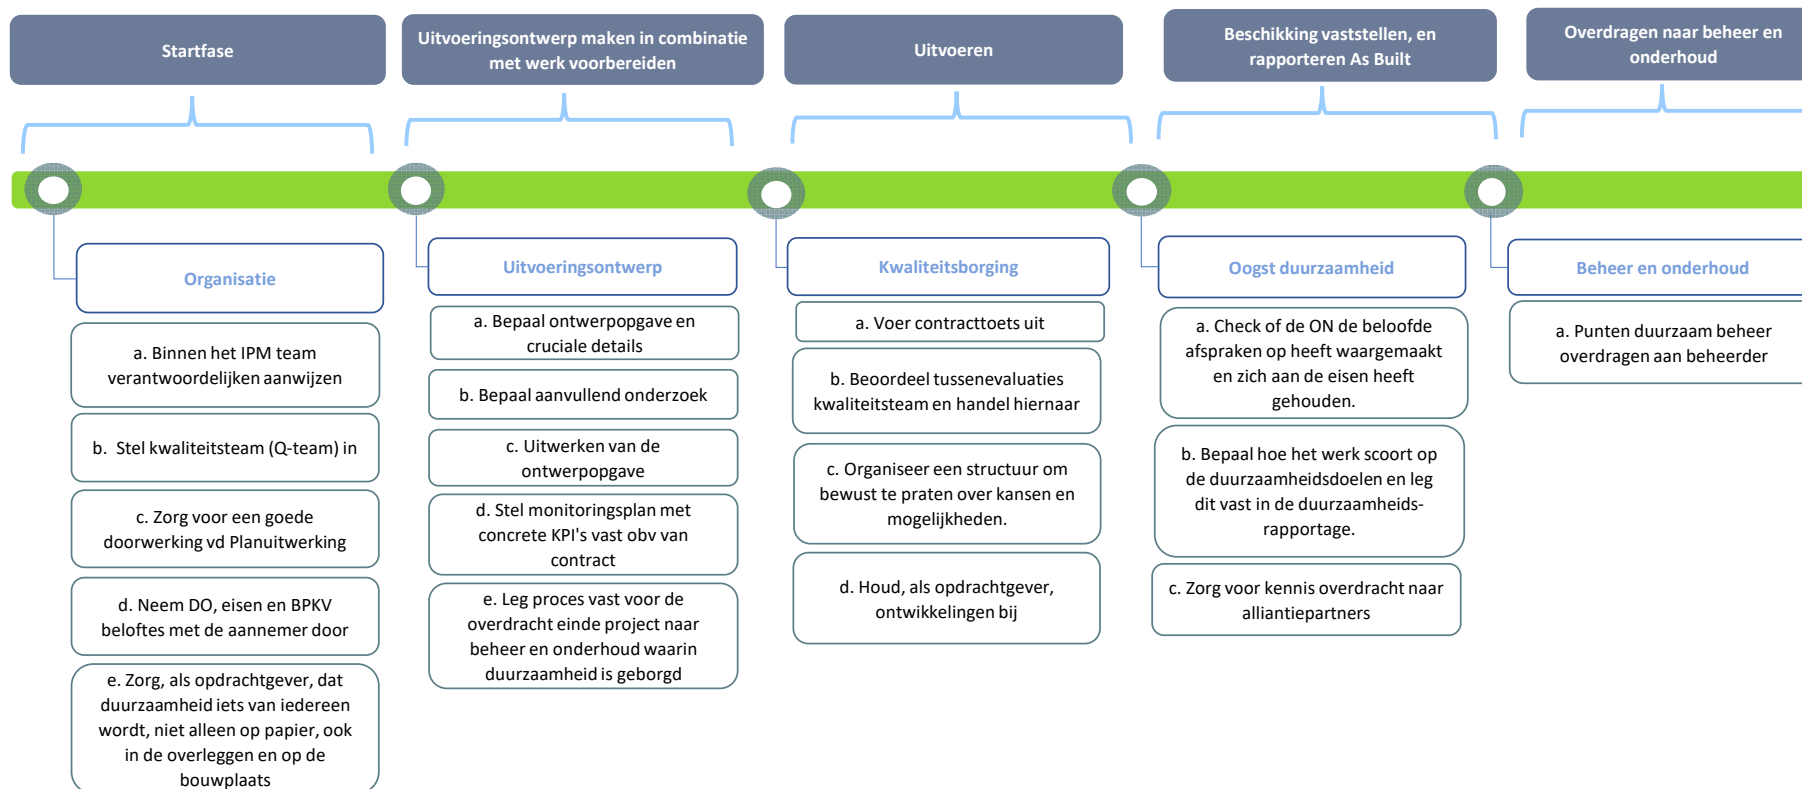 Startfase
Uitvoeringsontwerp maken in combinatie
met werk voorbereiden
Uitvoeren
Beschikking vaststellen, en
rapporteren As Built
Overdragen naar beheer en
onderhoud
Organisatie
a. Binnen het IPM team
verantwoordelijken aanwijzen
b. Stel kwaliteitsteam (Q-team) in
c. Zorg voor een goede
doorwerking vd Planuitwerking
d. Neem DO, eisen en BPKV
beloftes met de aannemer door
e. Zorg, als opdrachtgever, dat
duurzaamheid iets van iedereen
wordt, niet alleen op papier, ook
in de overleggen en op de
bouwplaats
Uitvoeringsontwerp
a. Bepaal ontwerpopgave en
cruciale details
b. Bepaal aanvullend onderzoek
c. Uitwerken van de
ontwerpopgave
d. Stel monitoringsplan met
concrete KPI's vast obv van
contract
e. Leg proces vast voor de
overdracht einde project naar
beheer en onderhoud waarin
duurzaamheid is geborgd
Kwaliteitsborging
a. Voer contracttoets uit
b. Beoordeel tussenevaluaties
kwaliteitsteam en handel hiernaar
c. Organiseer een structuur om
bewust te praten over kansen en
mogelijkheden.
d. Houd, als opdrachtgever,
ontwikkelingen bij
Oogst duurzaamheid
a. Check of de ON de beloofde
afspraken op heeft waargemaakt
en zich aan de eisen heeft
gehouden.
b. Bepaal hoe het werk scoort op
de duurzaamheidsdoelen en leg
dit vast in de duurzaamheids-
rapportage.
c. Zorg voor kennis overdracht naar
alliantiepartners
Beheer en onderhoud
a. Punten duurzaam beheer
overdragen aan beheerder